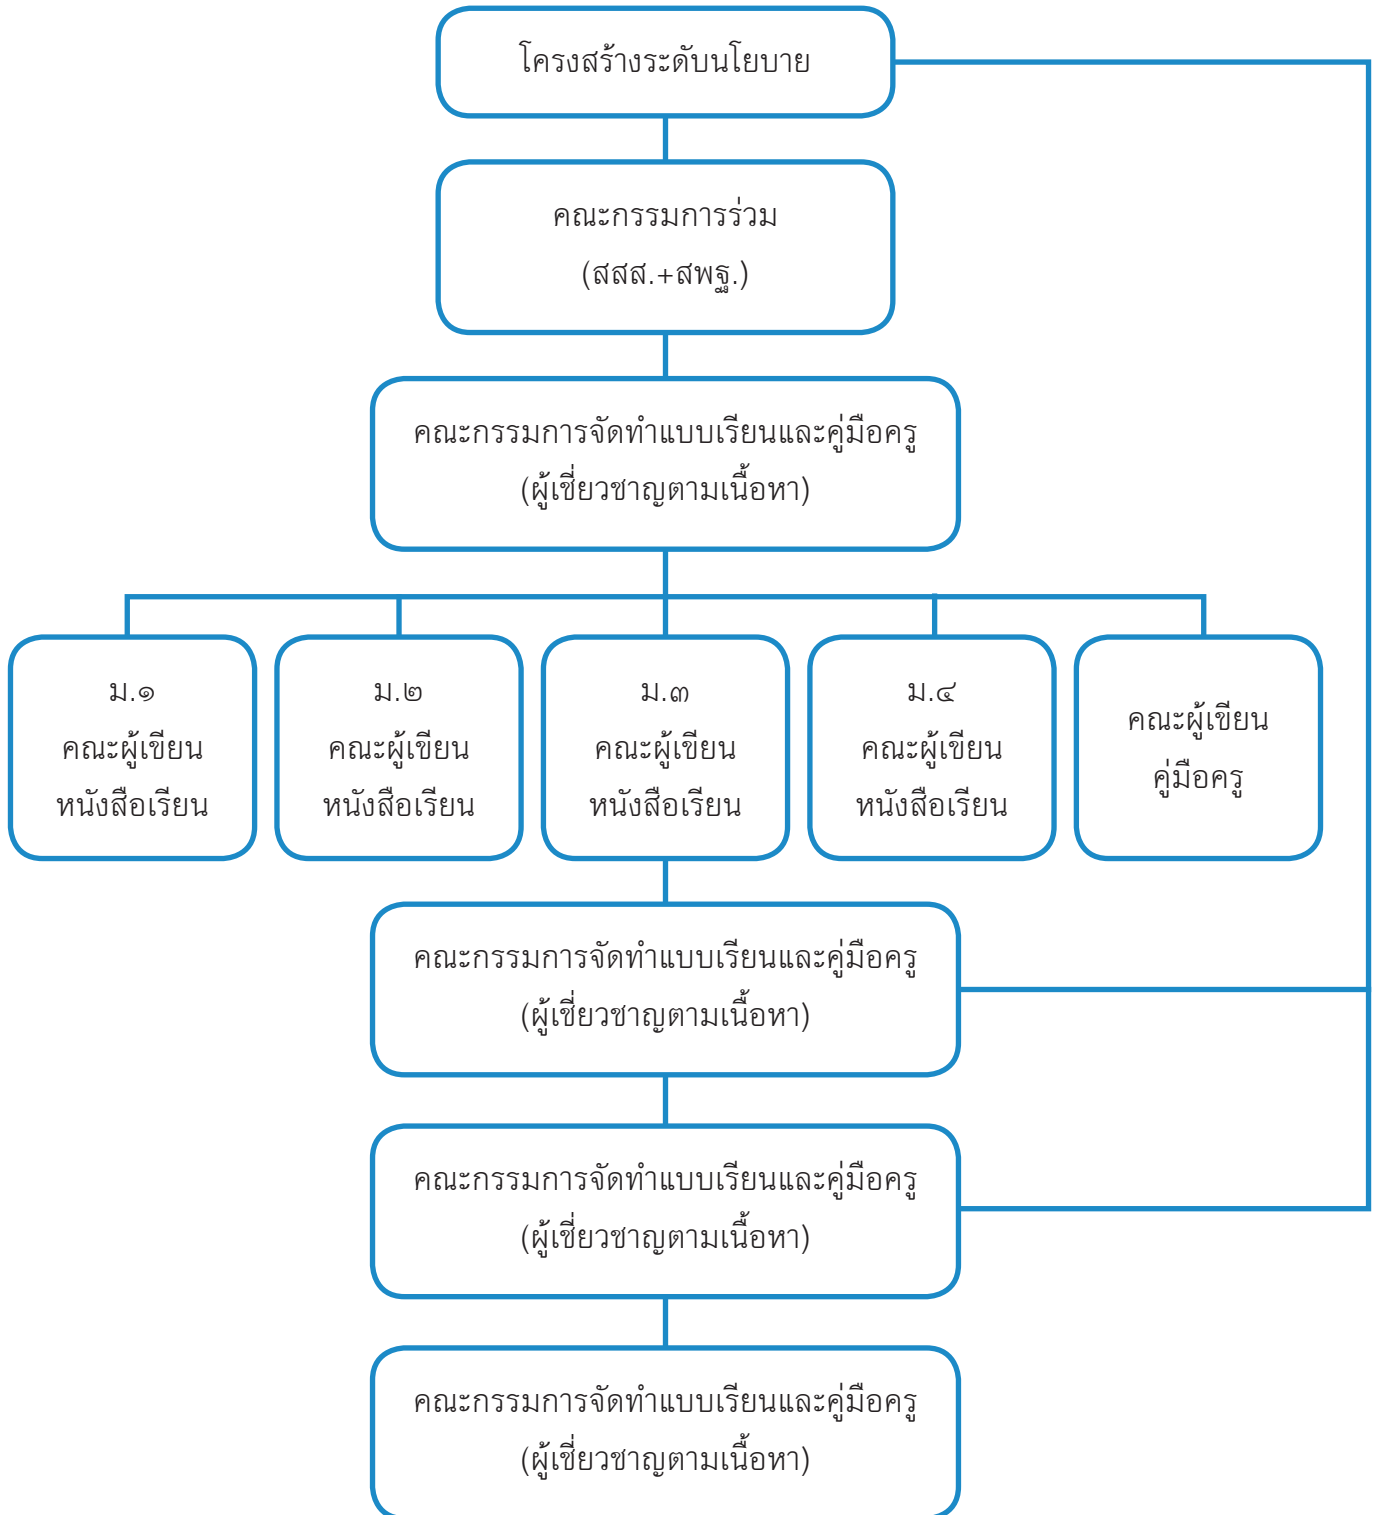 โครงสร้างระดับนโยบาย
คณะกรรมการร่วม
(สสส.+สพฐ.)
คณะกรรมการจัดทำแบบเรียนและคู่มือครู
(ผู้เชี่ยวชาญตามเนื้อหา)
ม.๑
คณะผู้เขียน
หนังสือเรียน
ม.๒
คณะผู้เขียน
หนังสือเรียน
ม.๓
คณะผู้เขียน
หนังสือเรียน
ม.๔
คณะผู้เขียน
หนังสือเรียน
คณะผู้เขียน
คู่มือครู
คณะกรรมการจัดทำแบบเรียนและคู่มือครู
(ผู้เชี่ยวชาญตามเนื้อหา)
คณะกรรมการจัดทำแบบเรียนและคู่มือครู
(ผู้เชี่ยวชาญตามเนื้อหา)
คณะกรรมการจัดทำแบบเรียนและคู่มือครู
(ผู้เชี่ยวชาญตามเนื้อหา)